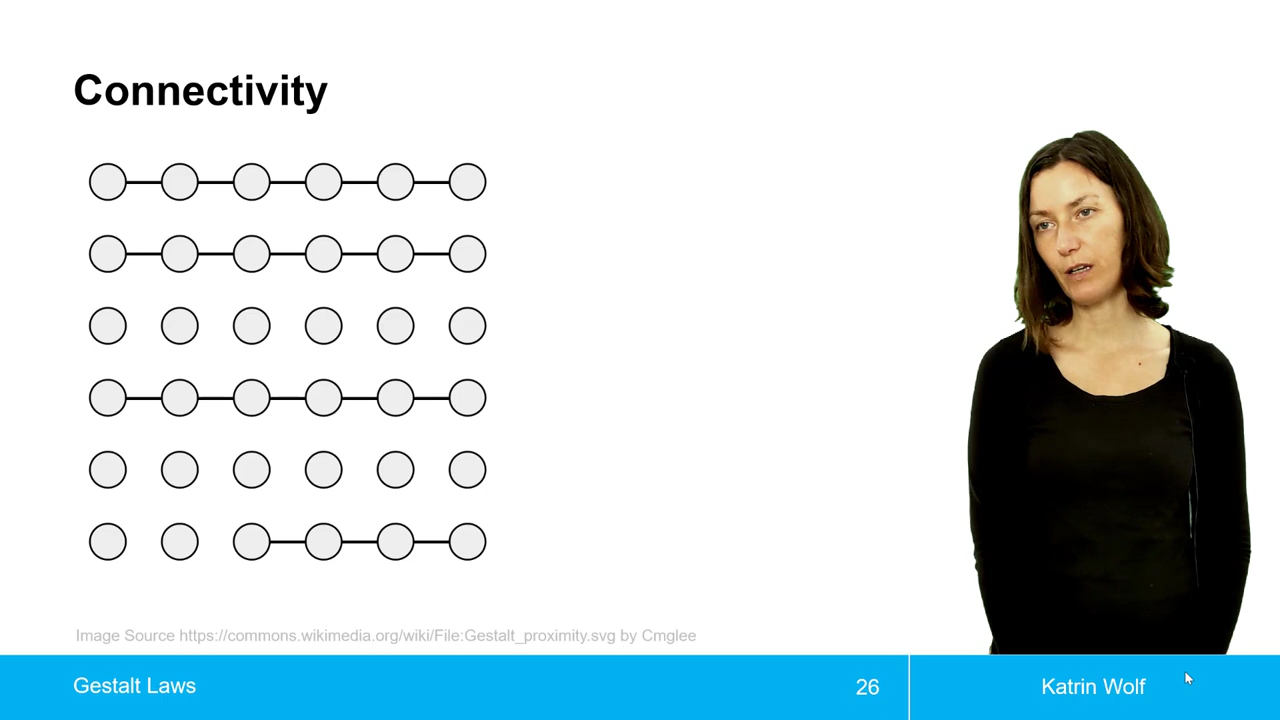 Connectivity
Image Source https://commons.wikimedia.org/wiki/File:Gestalt_proximity.svg by Cmglee
Gestalt Laws
26
Katrin Wolf